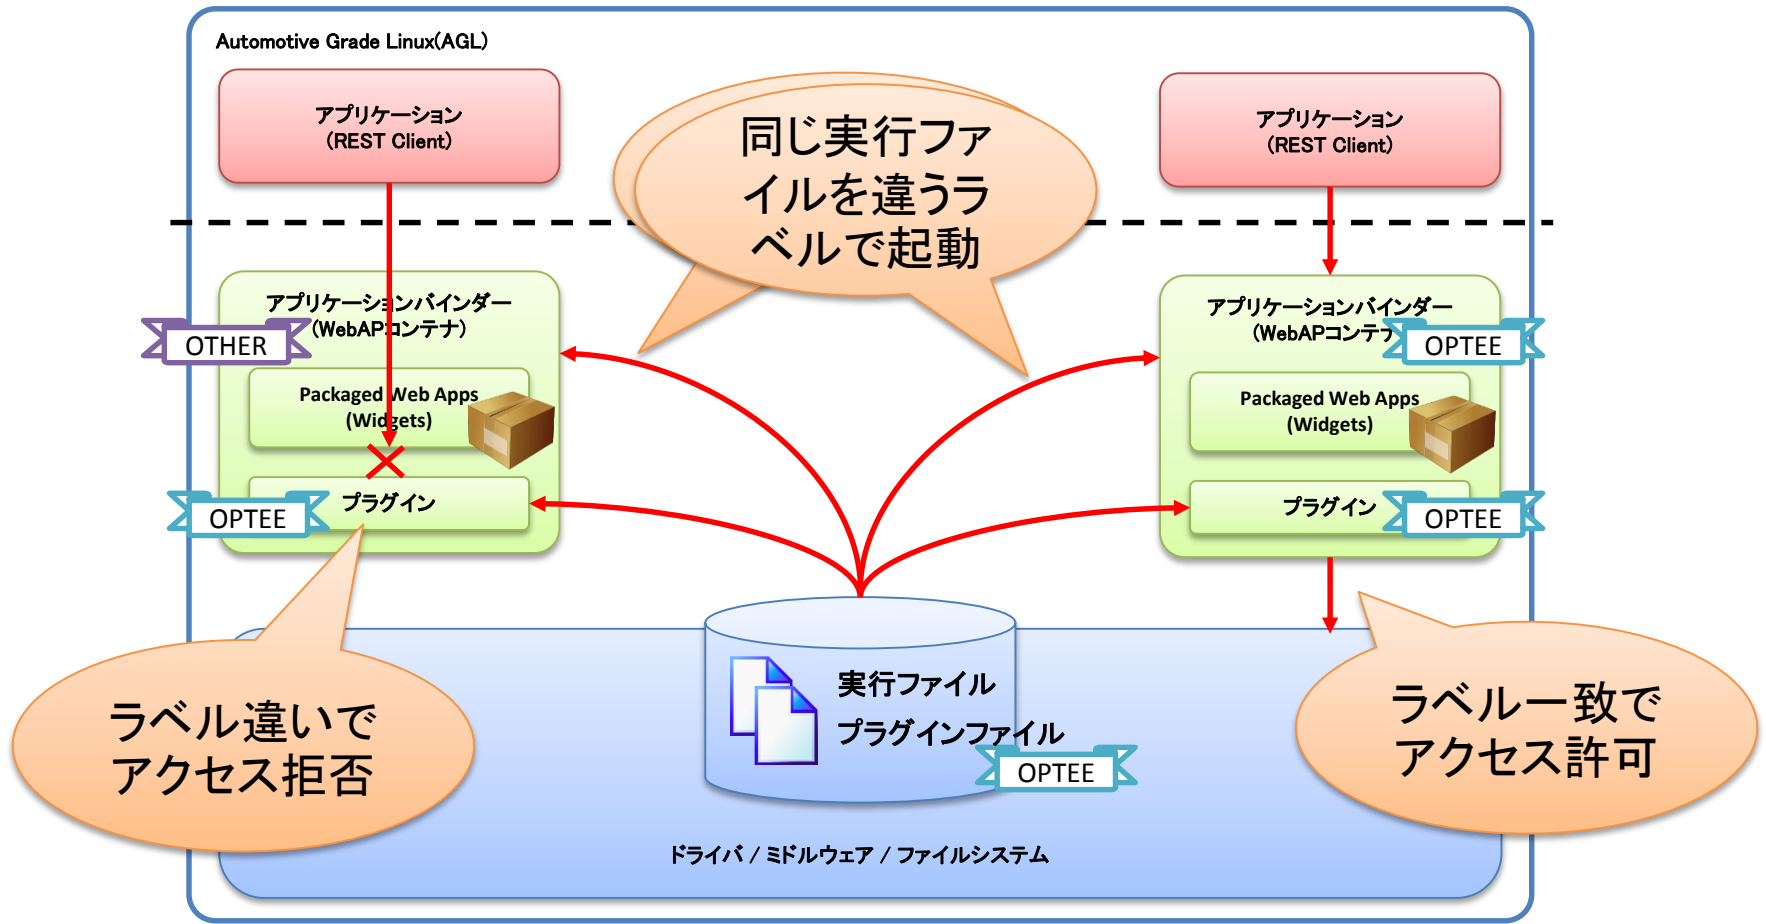 Automotive Grade Linux(AGL)
アプリケーション
(REST Client)
同じ実行ファ
イルを違うラ
ベルで起動
アプリケーション
(REST Client)
アプリケーションバインダー
(WebAPコンテナ)
OTHER
Packaged Web Apps
(Widgets)
プラグイン
OPTEE
アプリケーションバインダー
(WebAPコンテナ
OPTEE
Packaged Web Apps
(Widgets)
プラグイン
OPTEE
ラベル違いで
アクセス拒否
実行ファイル
プラグインファイル
OPTEE
ラベル一致で
アクセス許可
ドライバ / ミドルウェア / ファイルシステム